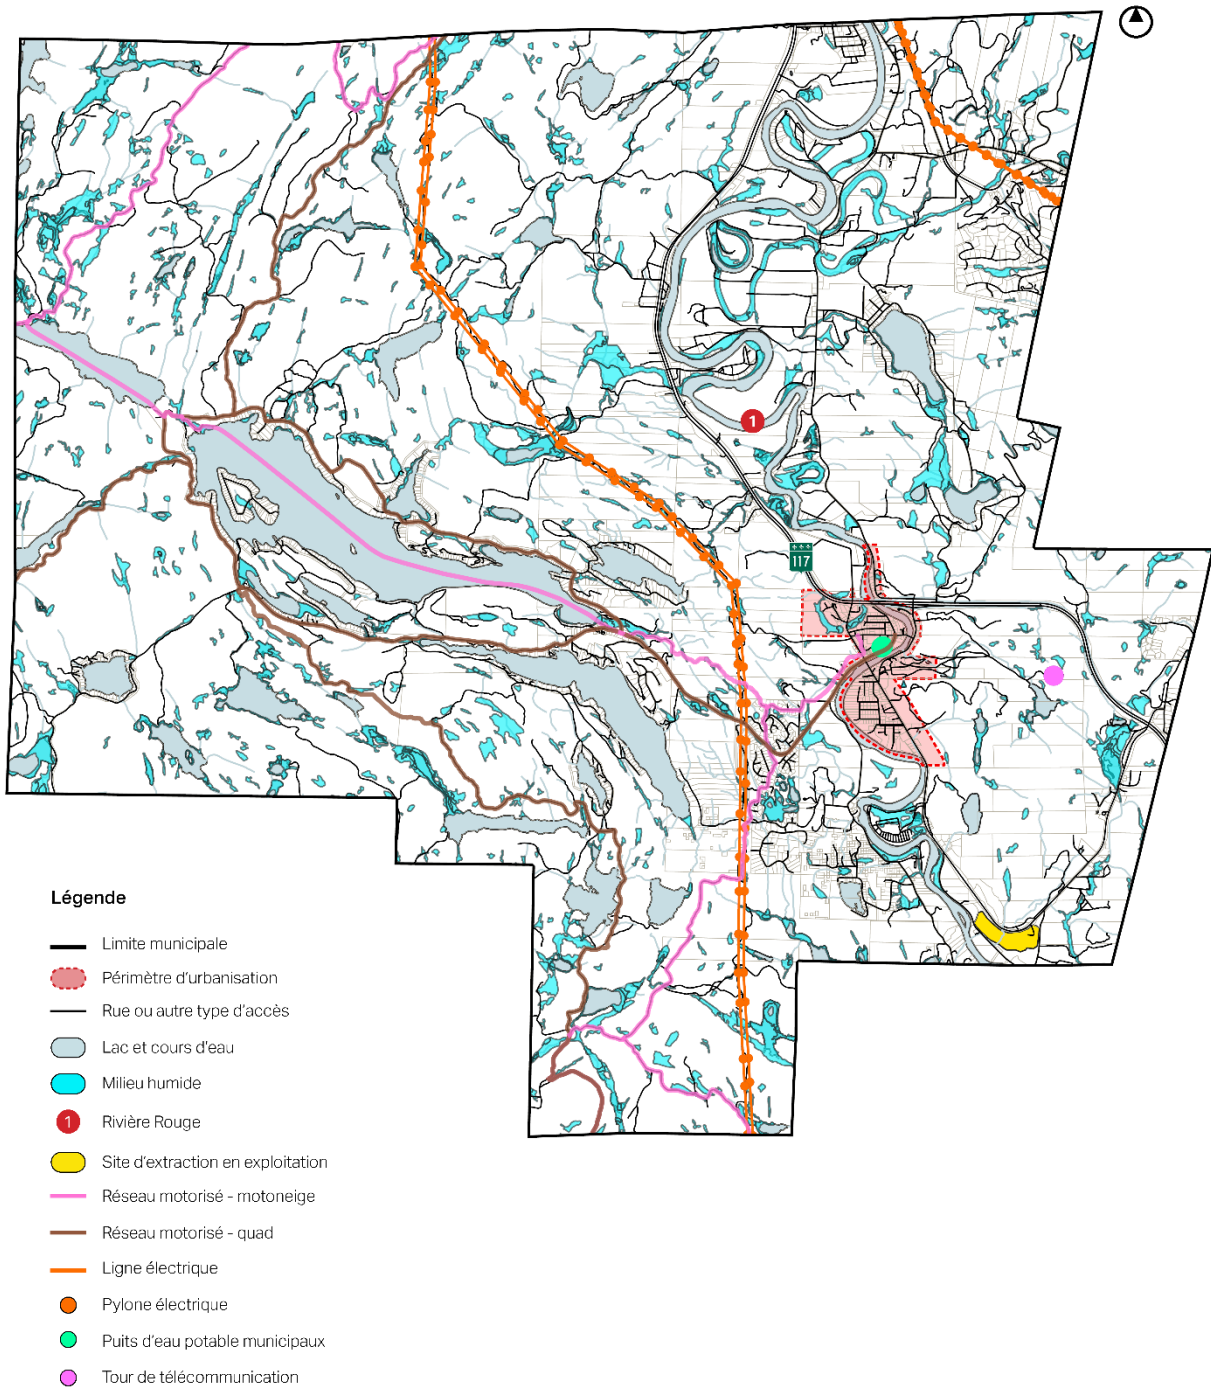 1
117
Légende
Limite municipale
Périmètre d'urbanisation
Rue ou autre type d'accès
Lac et cours d'eau
Milieu humide
1 Rivière Rouge
Site d'extraction en exploitation
Réseau motorisé - motoneige
Réseau motorisé - quad
Ligne électrique
Pylone électrique
Puits d'eau potable municipaux
Tour de télécommunication